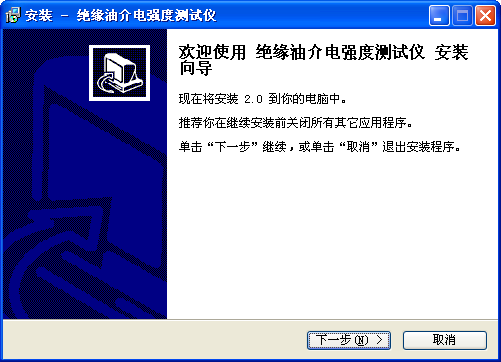 安装 - 绝缘油介电强度测试仪
欢迎使用 绝缘油介电强度测试仪 安装
向导
现在将安装 2.0 到你的电脑中。
推荐你在继续安装前关闭所有其它应用程序。
单击“下一步”继续，或单击“取消”退出安装程序。
下一步(N) >
取消